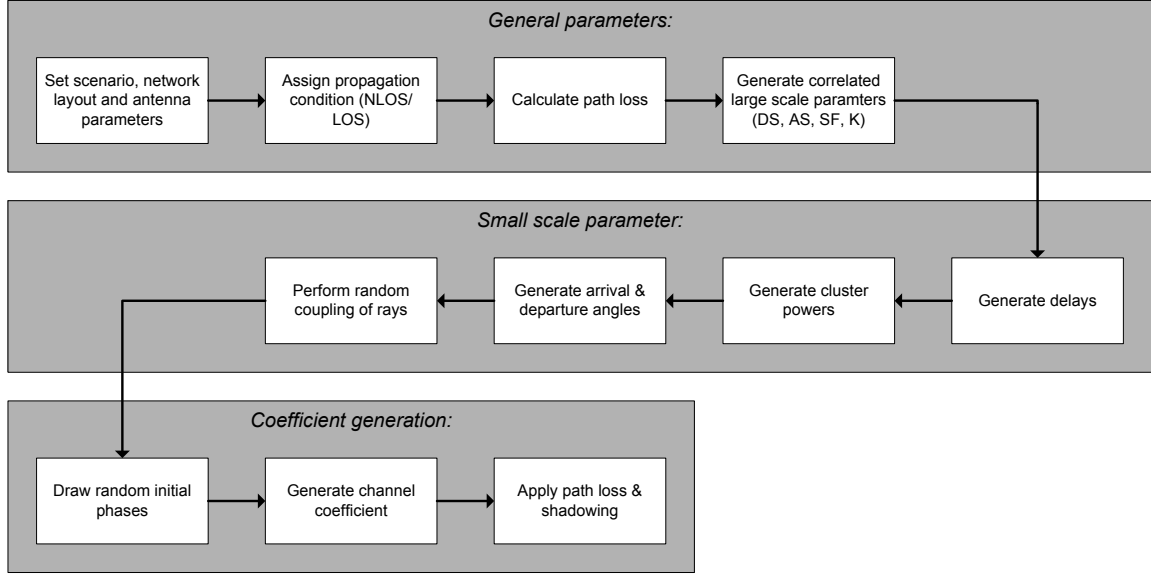 General parameters:
Set scenario, network
layout and antenna
parameters
Assign propagation
condition (NLOS/
LOS)
Calculate path loss
Generate correlated
large scale paramters
(DS, AS, SF, K)
Small scale parameter:
Perform random
coupling of rays
Generate arrival &
departure angles
Generate cluster
powers
Generate delays
Coefficient generation:
Draw random initial
phases
Generate channel
coefficient
Apply path loss &
shadowing